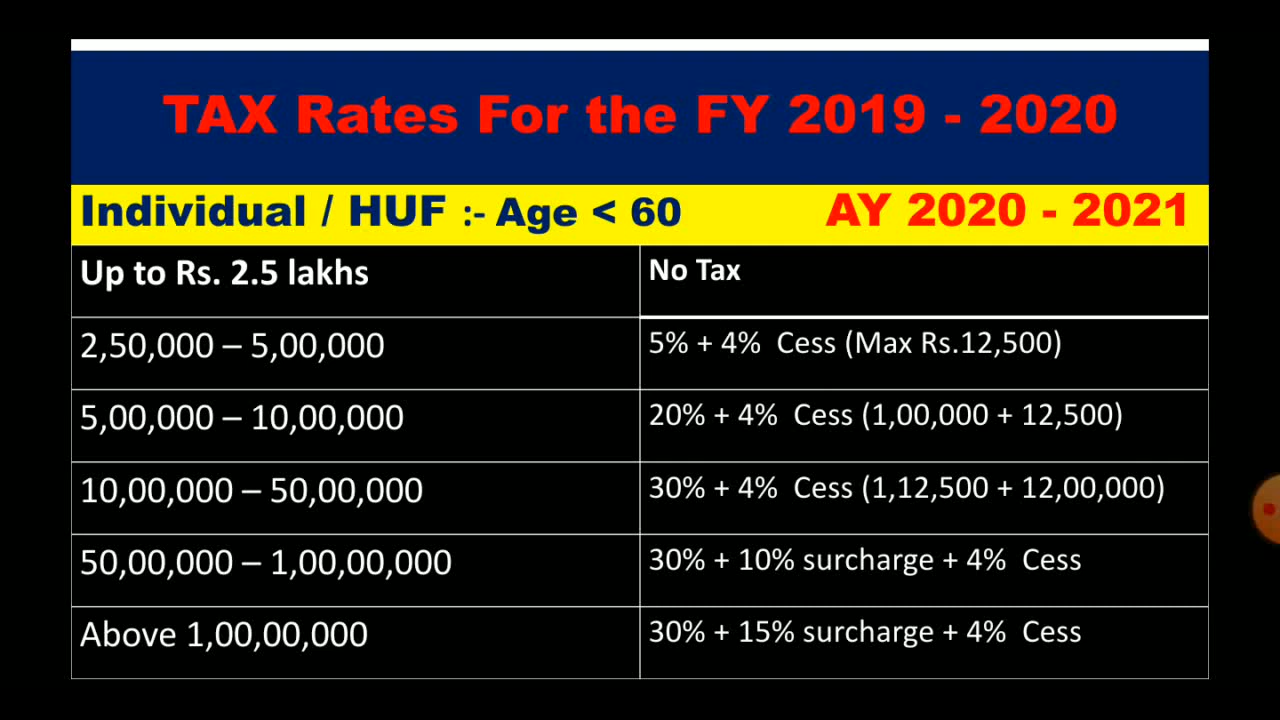 TAX Rates For the FY 2019 - 2020
Individual / HUF :- Age < 60 AY 2020 - 2021
Up to Rs. 2.5 lakhs No Tax
2,50,000 – 5,00,000 5% + 4% Cess (Max Rs.12,500)
5,00,000 – 10,00,000 20% + 4% Cess (1,00,000 + 12,500)
10,00,000 – 50,00,000 30% + 4% Cess (1,12,500 + 12,00,000)
50,00,000 – 1,00,00,000 30% + 10% surcharge + 4% Cess
Above 1,00,00,000 30% + 15% surcharge + 4% Cess